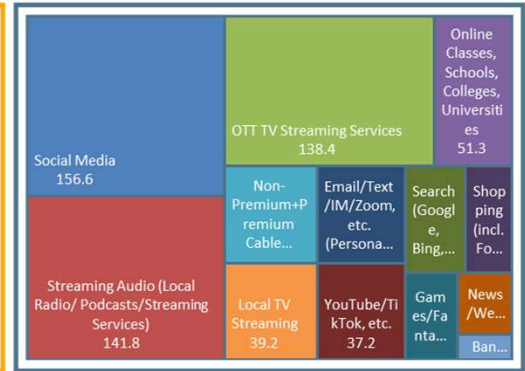 Social Media
156.6
Streaming Audio (Local
Radio/ Podcasts/Streaming
Services)
141.8
OTT TV Streaming Services
138.4
Online
Classes,
Schools,
Colleges,
Universiti
es
51.3
Non-
Premium+P
remium
Cable...
Email/Text
/IM/Zoom,
etc.
(Persona...
Search
(Googl
e,
Bing,...
Shop
ping
(incl.
Fo...
Local TV
Streaming
39.2
YouTube/Ti
kTok, etc.
37.2
Gam
es/Fa
nta...
News
/We...
Ban...